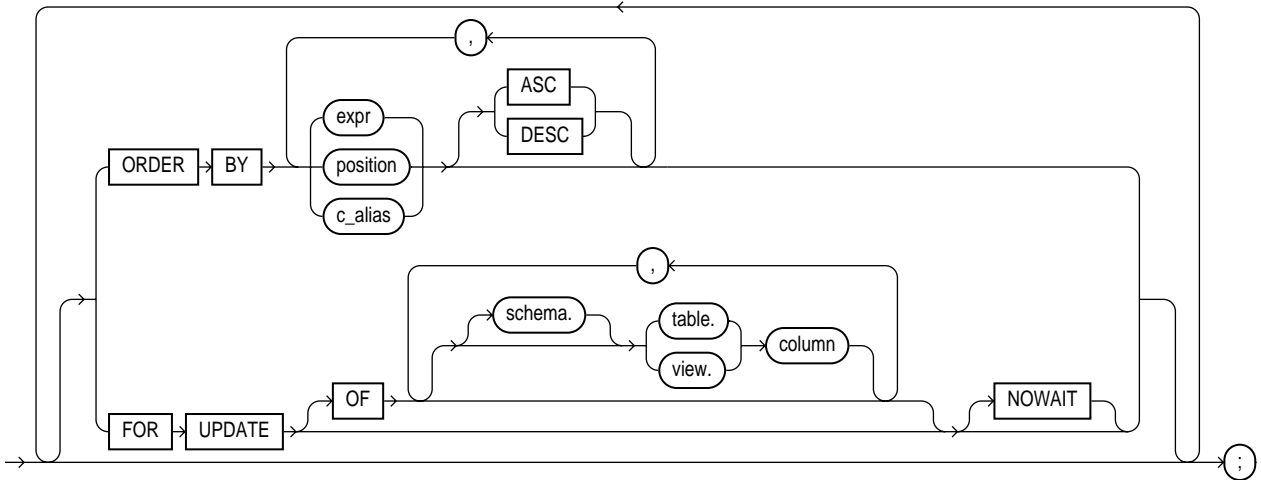 ,
ASC
expr
DESC
ORDER BY position
c_alias
,
schema. table.
column
view.
OF NOWAIT
FOR UPDATE
;